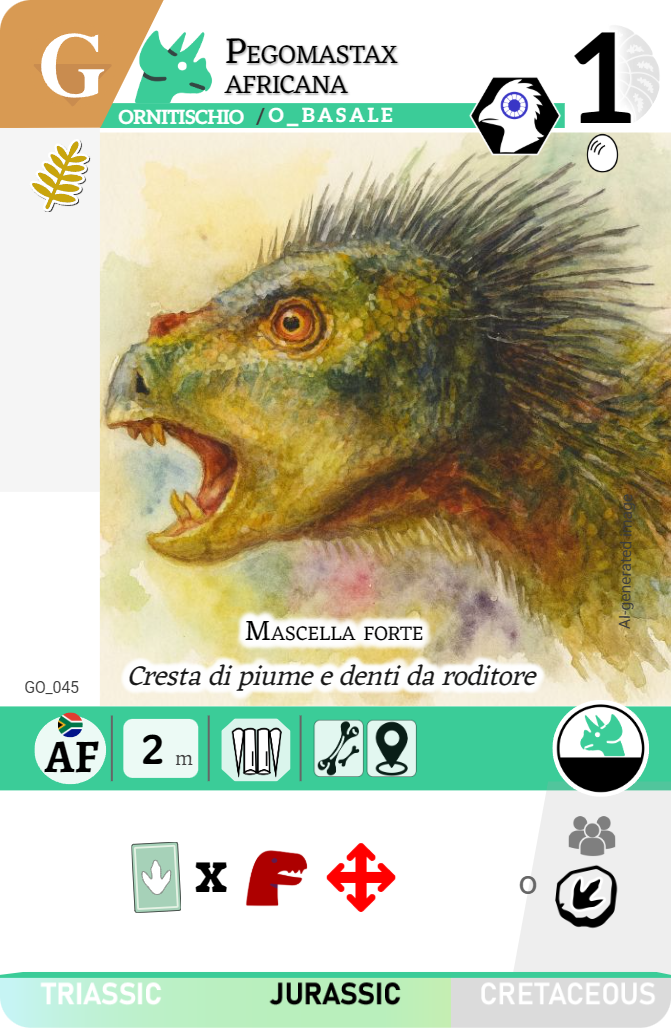 G
PEGOMASTAX
AFRICANA
1
ORNITISCHIO /O_BASALE
AI-generated image
MASCELLA FORTE
Cresta di piume e denti da roditore
GO_045
AF
2 m
x
O
TRIASSIC JURASSIC CRETACEOUS